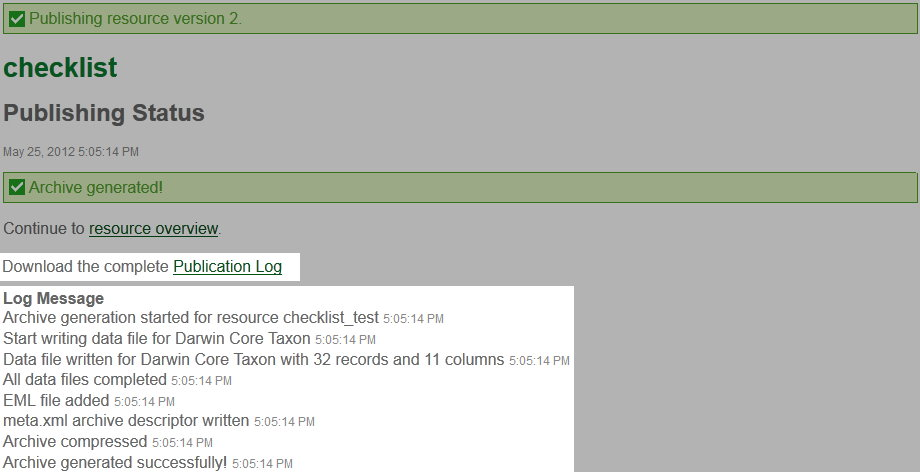 Publishing resource version 2.
checklist
Publishing Status
May 25, 2012 5:05:14 PM
Archive generated!
Continue to resource overview.
Download the complete Publication Log
Log Message
Archive generation started for resource checklist_test 5:05:14 PM
Start writing data file for Darwin Core Taxon 5:05:14 PM
Data file written for Darwin Core Taxon with 32 records and 11 columns 5:05:14 PM
All data files completed 5:05:14 PM
EML file added 5:05:14 PM
meta.xml archive descriptor written 5:05:14 PM
Archive compressed 5:05:14 PM
Archive generated successfully! 5:05:14 PM